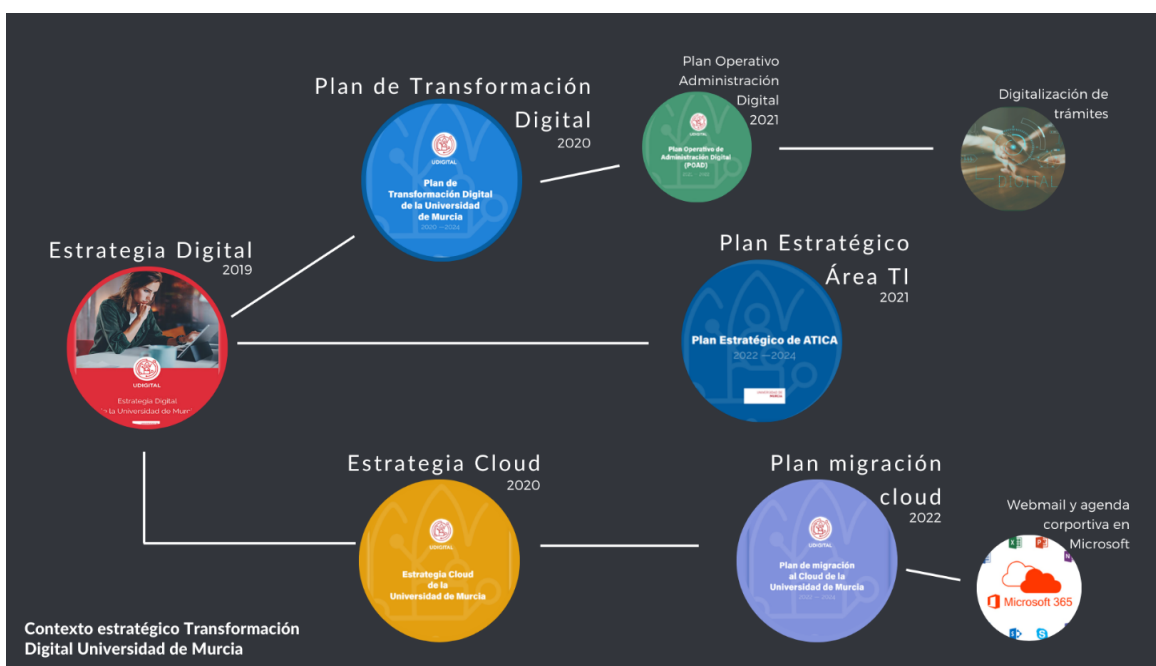 Plan de Transformación
Digital
2020
UDIGITAL
Plan de
Transformación Digital
de la Universidad
de Murcia
2020 —2024
Plan Operativo
Administración
Digital
2021
Plan Operativo de
Administración Digital
(POAD)
Digitalización de
trámites
DIGITAL
Estrategia Digital
2019
UDIGITAL
Estrategia Digital
de la Universidad de Murcia
Plan Estratégico
Área TI
2021
Plan Estratégico de ATICA
2022 —2024
UNIVERSIDAD DE
MURCIA
Estrategia Cloud
2020
UDIGITAL
Estrategia Cloud
de la
Universidad de Murcia
Plan migración
cloud
2022
UDIGITAL
Plan de migración
al Cloud de la
Universidad de Murcia
Webmail y agenda
corportiva en
Microsoft
Microsoft 365
Contexto estratégico Transformación
Digital Universidad de Murcia